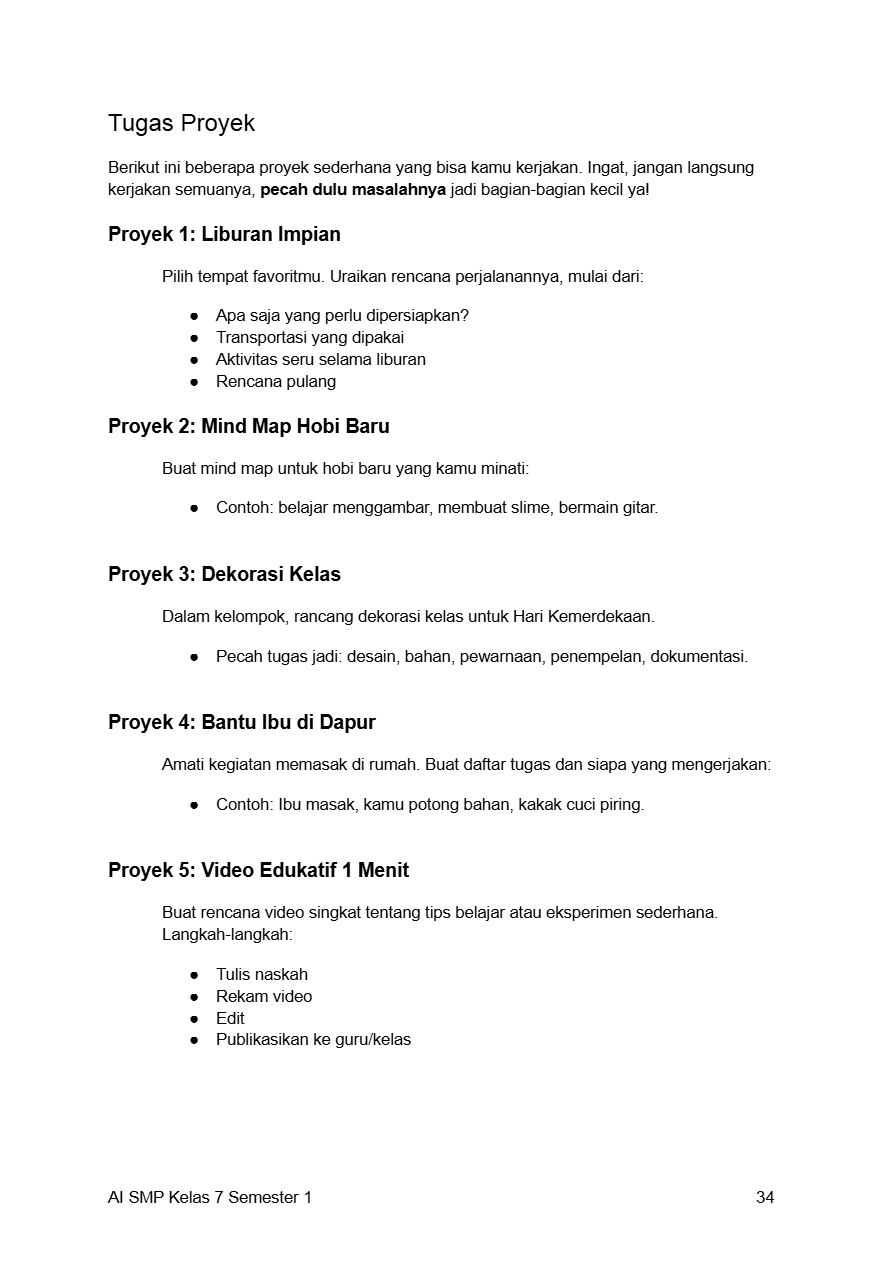 Tugas Proyek
Berikut ini beberapa proyek sederhana yang bisa kamu kerjakan. Ingat, jangan langsung
kerjakan semuanya, pecah dulu masalahnya jadi bagian-bagian kecil ya!
Proyek 1: Liburan Impian
Pilih tempat favoritmu. Uraikan rencana perjalanannya, mulai dari:
● Apa saja yang perlu dipersiapkan?
● Transportasi yang dipakai
● Aktivitas seru selama liburan
● Rencana pulang
Proyek 2: Mind Map Hobi Baru
Buat mind map untuk hobi baru yang kamu minati:
● Contoh: belajar menggambar, membuat slime, bermain gitar.
Proyek 3: Dekorasi Kelas
Dalam kelompok, rancang dekorasi kelas untuk Hari Kemerdekaan.
● Pecah tugas jadi: desain, bahan, pewarnaan, penempelan, dokumentasi.
Proyek 4: Bantu Ibu di Dapur
Amati kegiatan memasak di rumah. Buat daftar tugas dan siapa yang mengerjakan:
● Contoh: Ibu masak, kamu potong bahan, kakak cuci piring.
Proyek 5: Video Edukatif 1 Menit
Buat rencana video singkat tentang tips belajar atau eksperimen sederhana.
Langkah-langkah:
● Tulis naskah
● Rekam video
● Edit
● Publikasikan ke guru/kelas
AI SMP Kelas 7 Semester 1 34